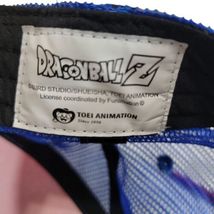 DRAGONBALL Z
BIRD STUDIO/SHUEISHA, TOEI ANIMATION
License coordinated by Funimation ®
TOEI ANIMATION
Since 1956